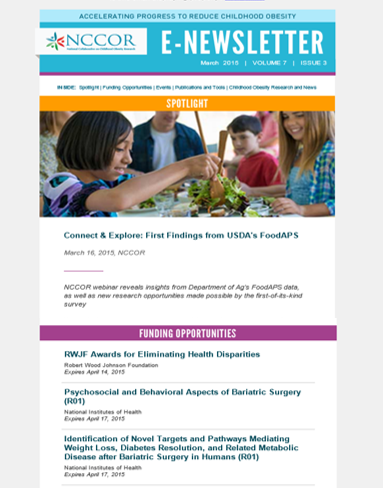 ACCELERATING PROGRESS TO REDUCE CHILDHOOD OBESITY
NCCOR
E-NEWSLETTER
March 2015 | VOLUME 7 | ISSUE 3
INSIDE: Spotlight | Funding Opportunities | Events | Publications and Tools | Childhood Obesity Research and News
SPOTLIGHT
Connect & Explore: First Findings from USDA's FoodAPS
March 16, 2015, NCCOR
NCCOR webinar reveals insights from Department of Ag's FoodAPS data,
as well as new research opportunities made possible by the first-of-its-kind
survey
FUNDING OPPORTUNITIES
RWJF Awards for Eliminating Health Disparities
Robert Wood Johnson Foundation
Expires April 14, 2015
Psychosocial and Behavioral Aspects of Bariatric Surgery
(R01)
National Institutes of Health
Expires April 17, 2015
Identification of Novel Targets and Pathways Mediating
Weight Loss, Diabetes Resolution, and Related Metabolic
Disease after Bariatric Surgery in Humans (R01)
National Institutes of Health
Expires April 17, 2015